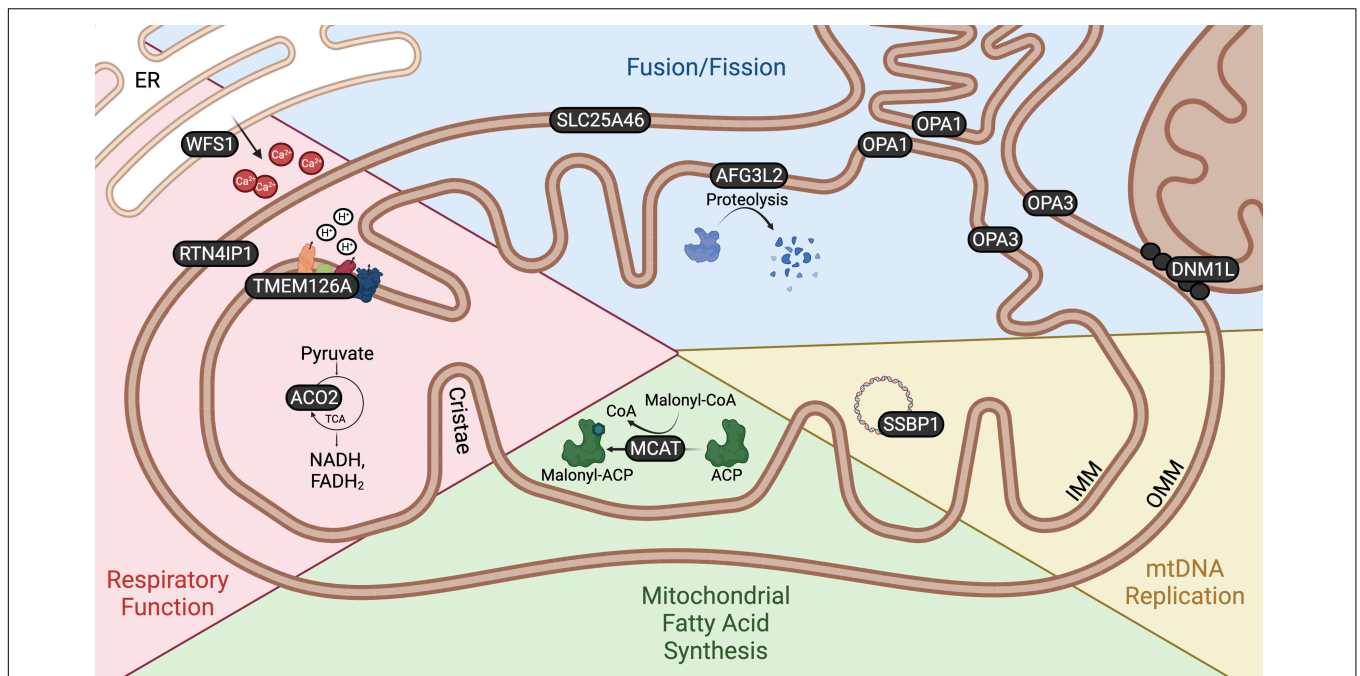 ER
Fusion/Fission
SLC25A46
OPA1
OPA1
WFS1
Ca²⁺
Ca²⁺
Ca²⁺
Ca²⁺
AFG3L2
Proteolysis
OPA3
OPA3
H⁺
H⁺
H⁺
RTN4IP1
TMEM126A
DNM1L
Pyruvate
ACO2
TCA
NADH,
FADH₂
Cristae
Malonyl-CoA
CoA
MCAT
Malonyl-ACP
ACP
SSBP1
IMM
OMM
Respiratory
Function
Mitochondrial
Fatty Acid
Synthesis
mtDNA
Replication